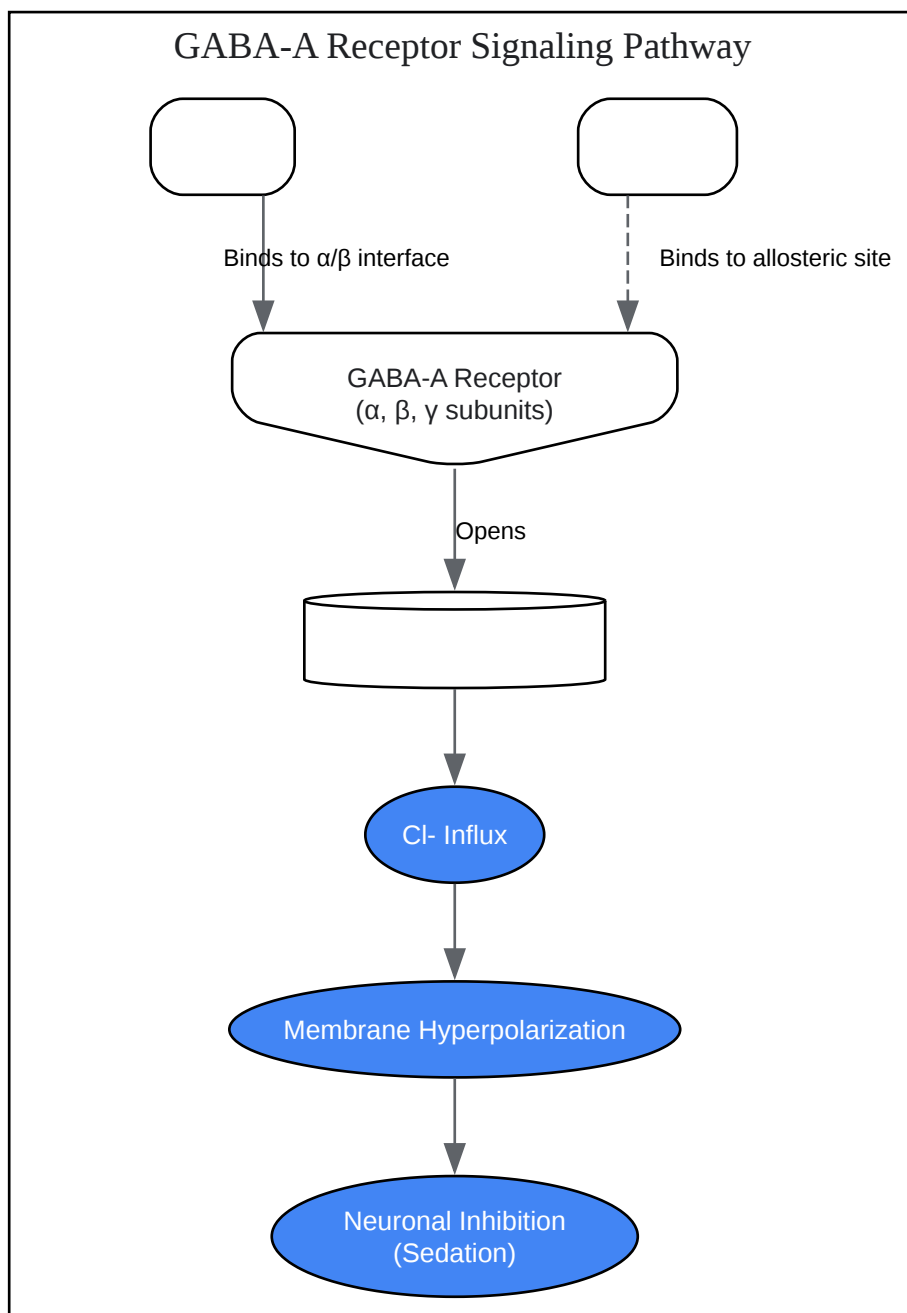 GABA-A Receptor Signaling Pathway
Binds to α/β interface
Binds to allosteric site
GABA-A Receptor
(α, β, γ subunits)
Opens
Cl- Influx
Membrane Hyperpolarization
Neuronal Inhibition
(Sedation)